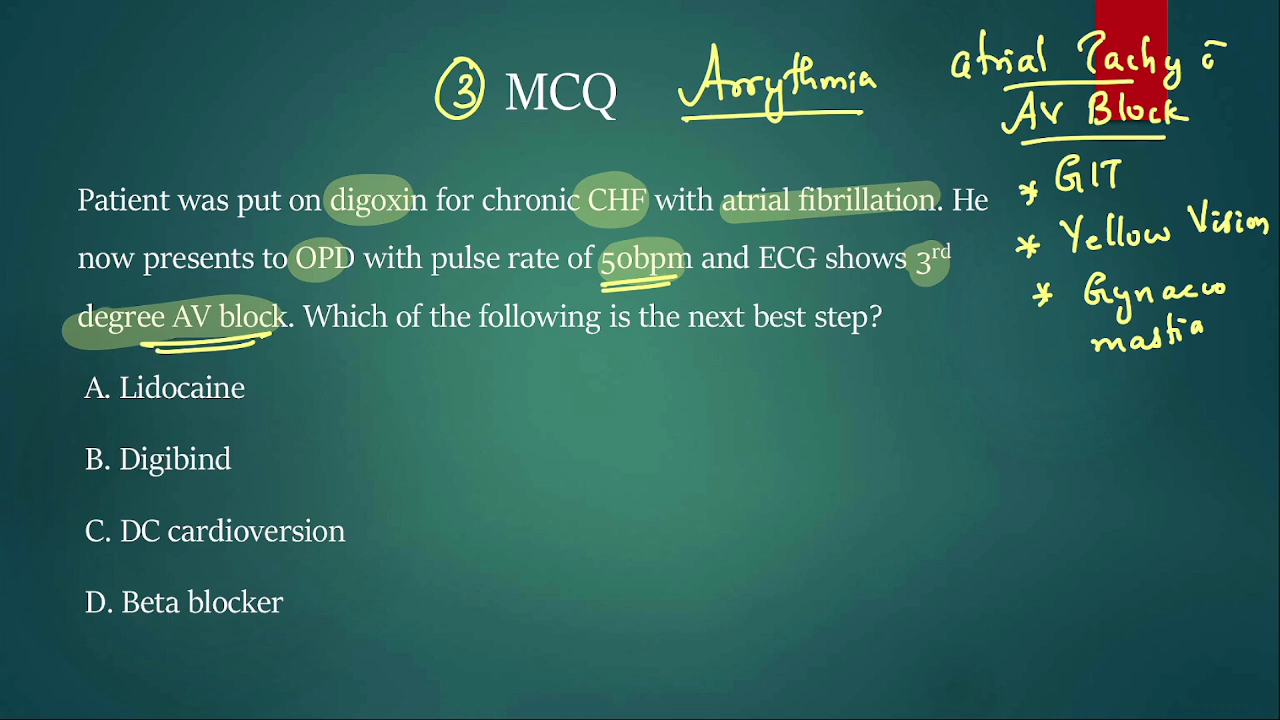 ③ MCQ Arrythmia
Patient was put on digoxin for chronic CHF with atrial fibrillation. He
now presents to OPD with pulse rate of 50bpm and ECG shows 3rd
degree AV block. Which of the following is the next best step?
A. Lidocaine
B. Digibind
C. DC cardioversion
D. Beta blocker
atrial Tachy c̄
AV Block
* GIT
* Yellow Vision
* Gynaeco
mastia